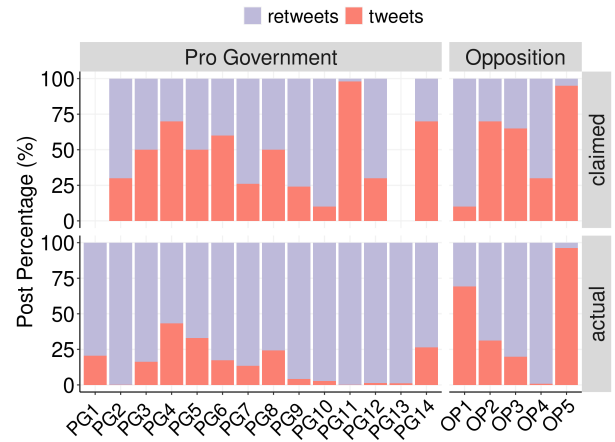 retweets tweets
Pro Government Opposition
Post Percentage (%)
100
75
50
25
0
claimed
100
75
50
25
0
actual
PG1 PG2 PG3 PG4 PG5 PG6 PG7 PG8 PG9 PG10 PG11 PG12 PG13 PG14 OP1 OP2 OP3 OP4 OP5